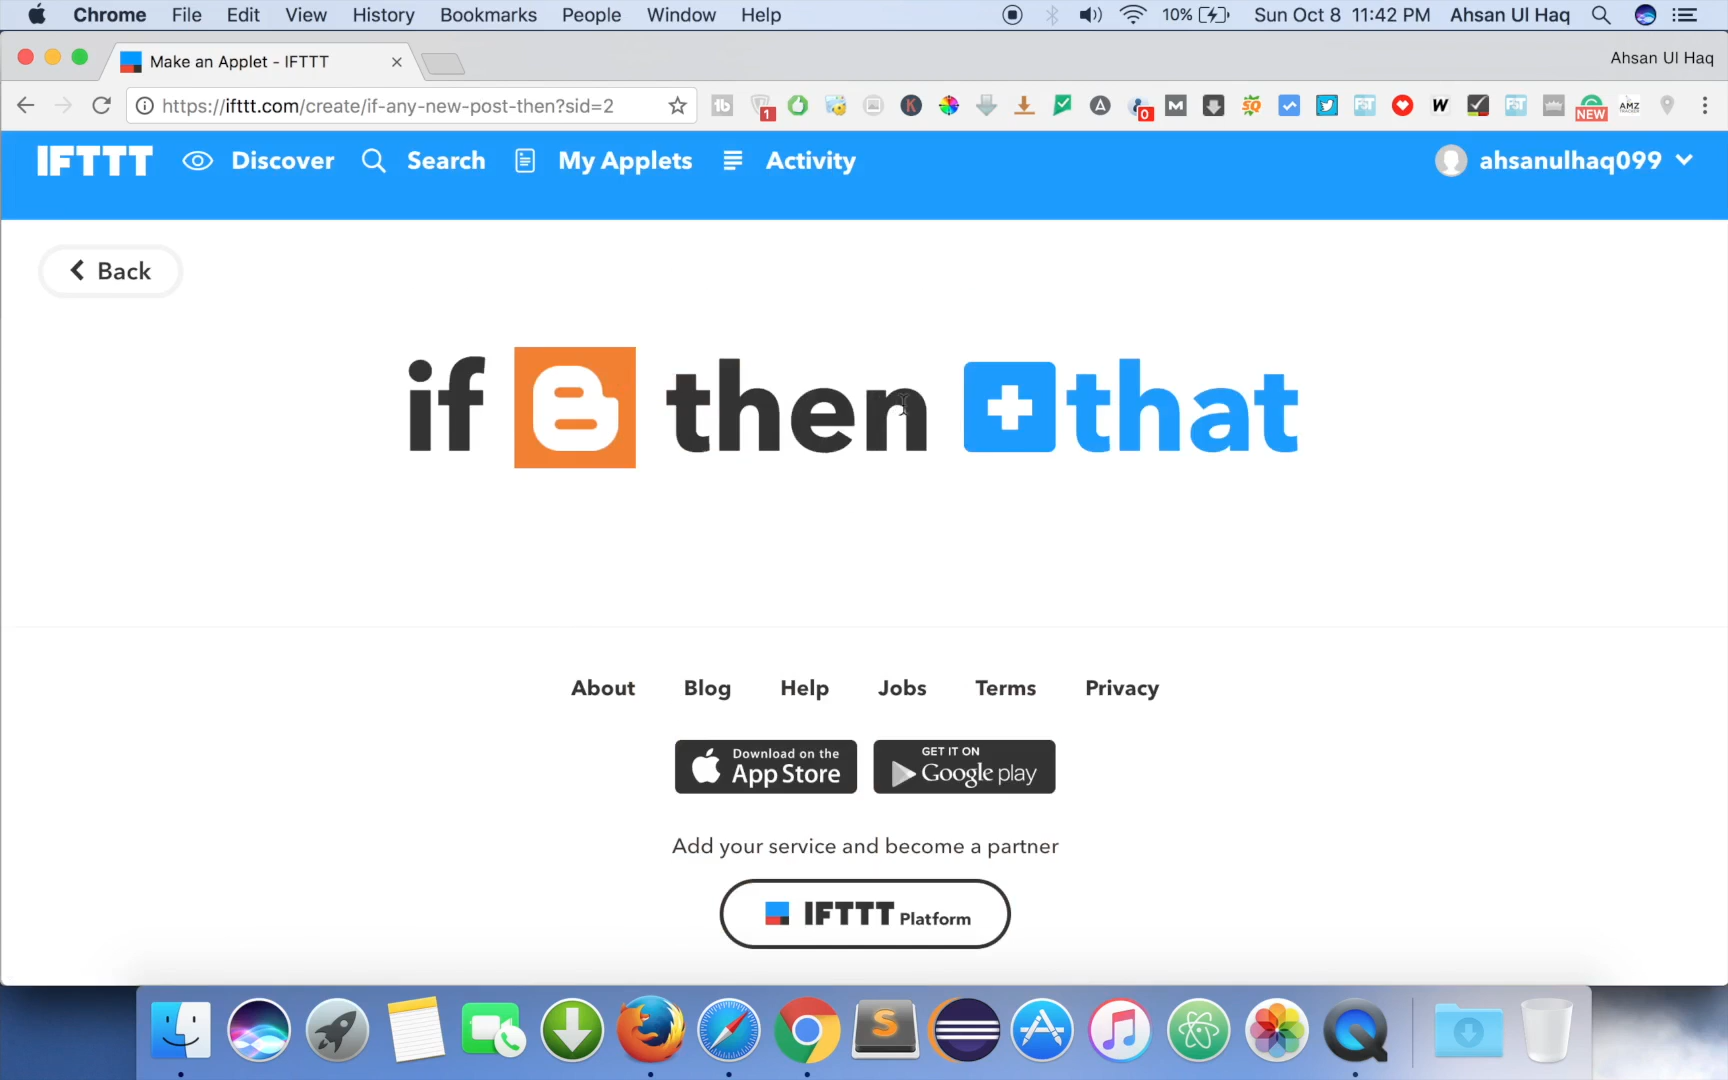 Chrome File Edit View History Bookmarks People Window Help 10% Sun Oct 8 11:42 PM Ahsan Ul Haq
Make an Applet - IFTTT Ahsan Ul Haq
https://ifttt.com/create/if-any-new-post-then?sid=2
IFTTT Discover Search My Applets Activity ahsanulhaq099
Back
if then that
About Blog Help Jobs Terms Privacy
Download on the App Store
GET IT ON Google play
Add your service and become a partner
IFTTT Platform